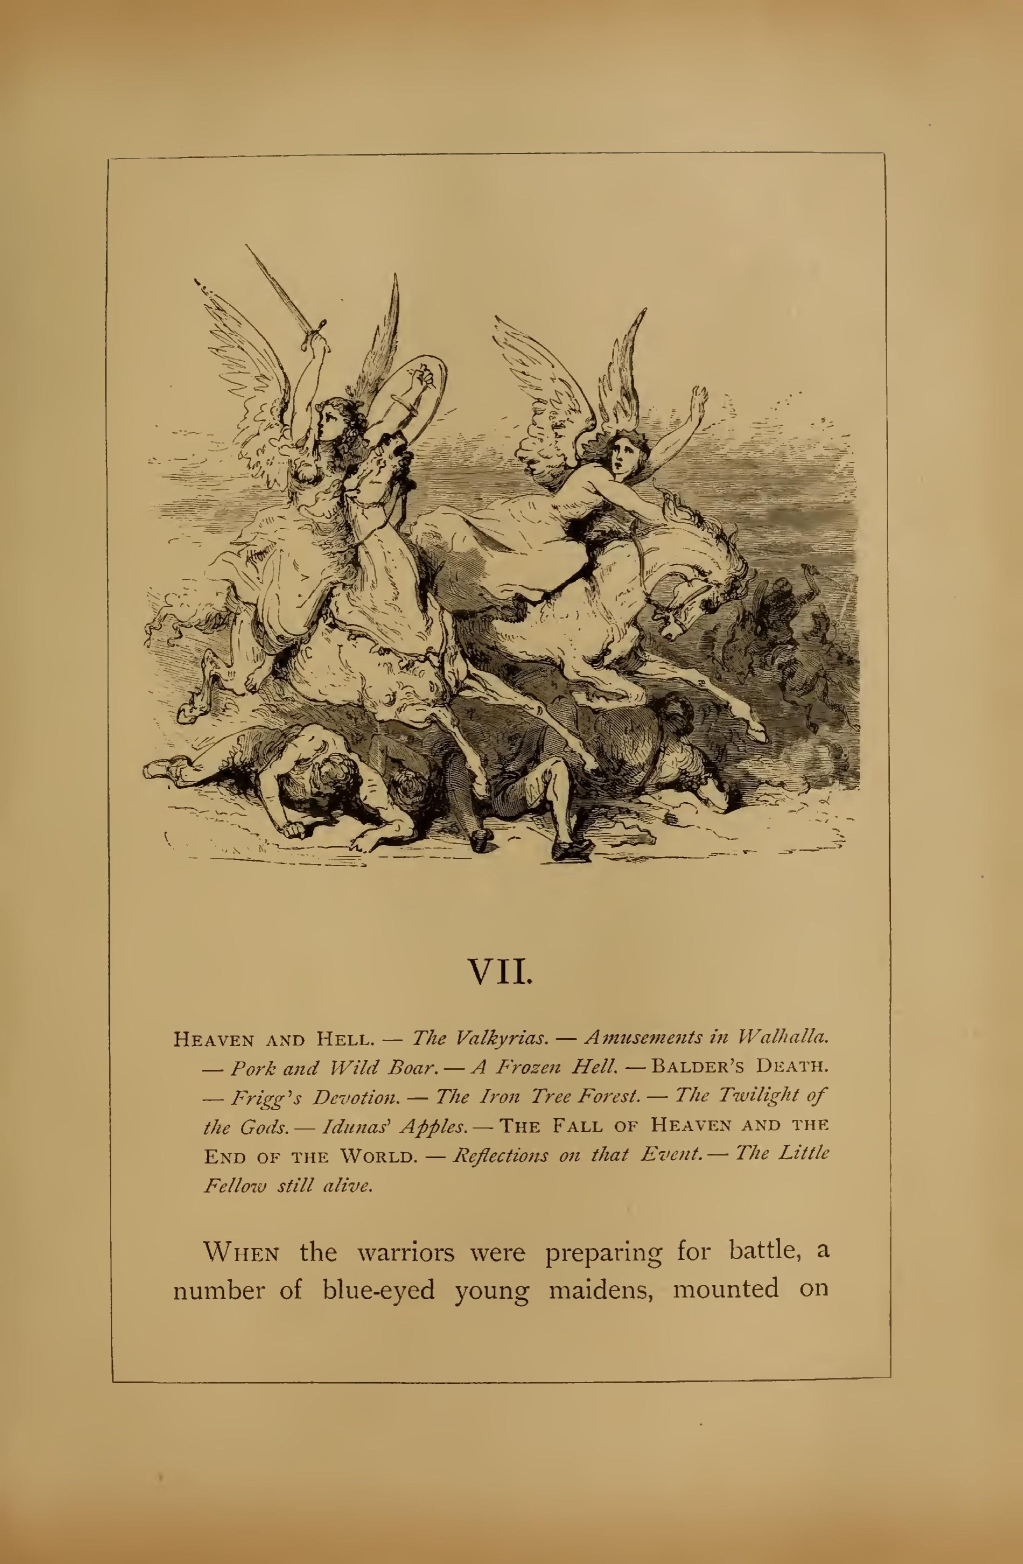 VII.
HEAVEN AND HELL. — The Valkyrias. — Amusements in Walhalla.
— Pork and Wild Boar. — A Frozen Hell. — BALDER'S DEATH.
— Frigg's Devotion. — The Iron Tree Forest. — The Twilight of
the Gods. — Idunas' Apples. — THE FALL OF HEAVEN AND THE
END OF THE WORLD. — Reflections on that Event. — The Little
Fellow still alive.
WHEN the warriors were preparing for battle, a
number of blue-eyed young maidens, mounted on